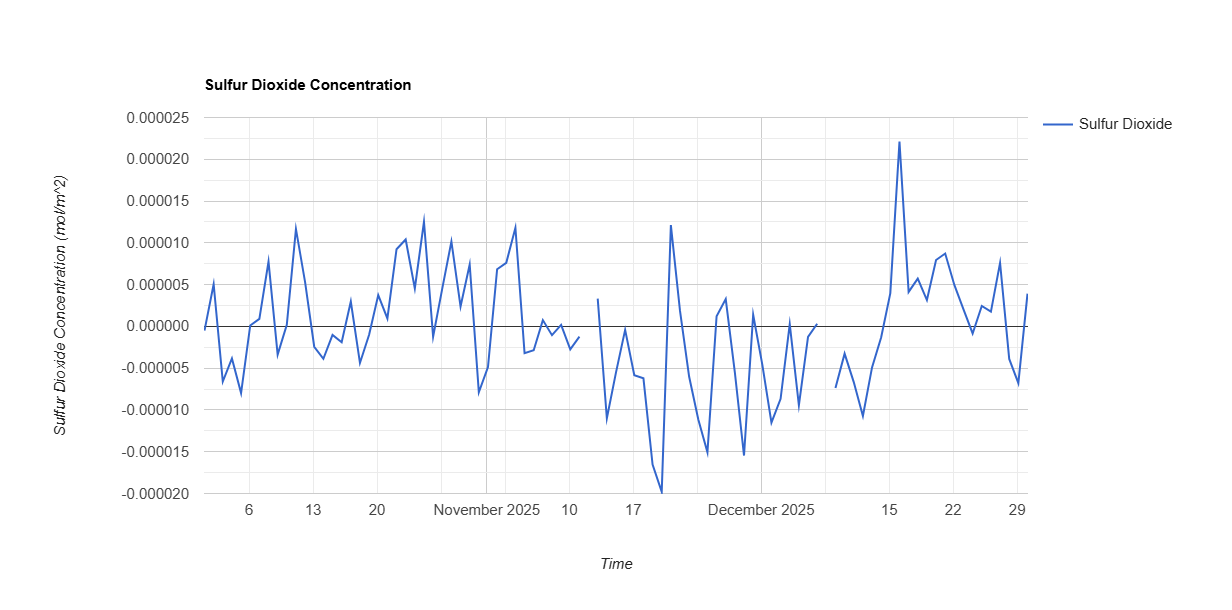 Sulfur Dioxide Concentration
Sulfur Dioxide
Sulfur Dioxide Concentration (mol/m^2)
0.000025
0.000020
0.000015
0.000010
0.000005
0.000000
-0.000005
-0.000010
-0.000015
-0.000020
6 13 20 November 2025 10 17 December 2025 15 22 29
Time